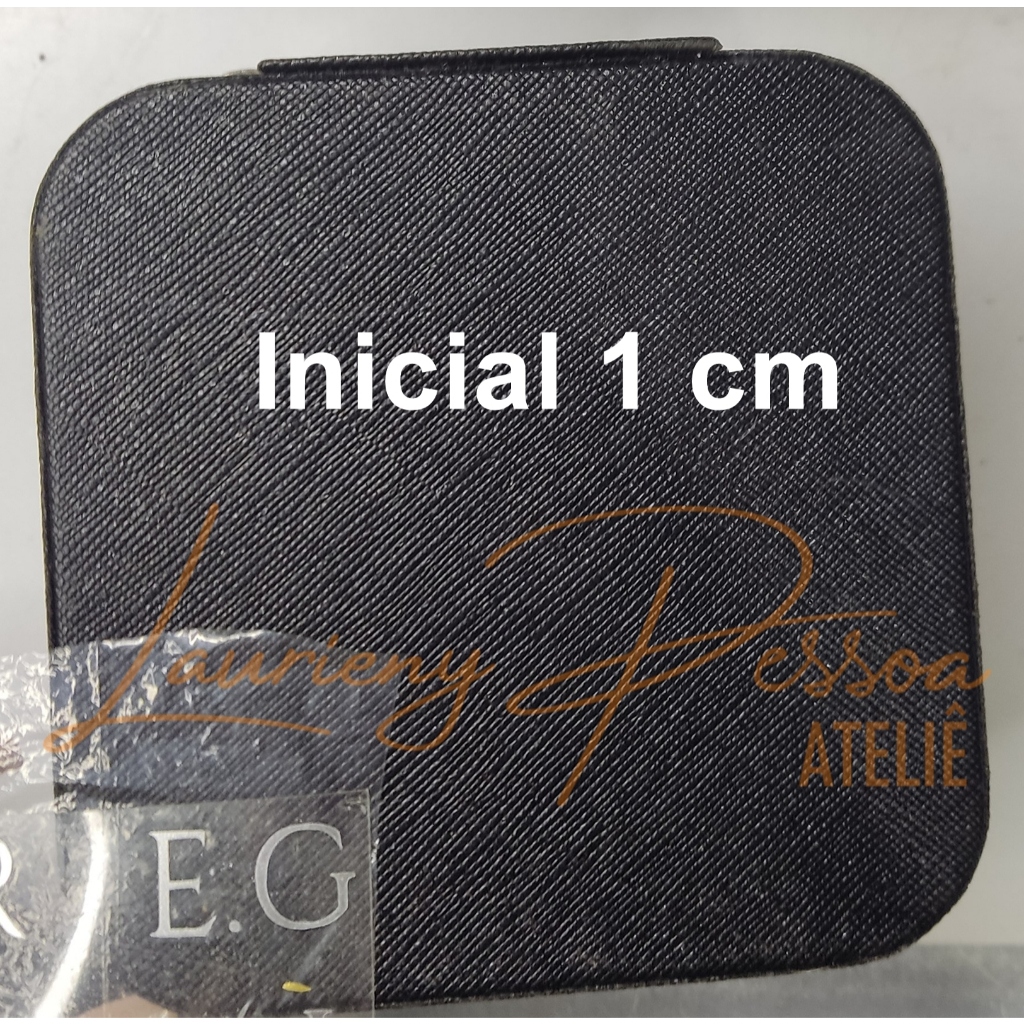 Inicial 1 cm
Laurieny Pessoa
ATELIÊ
R E.G